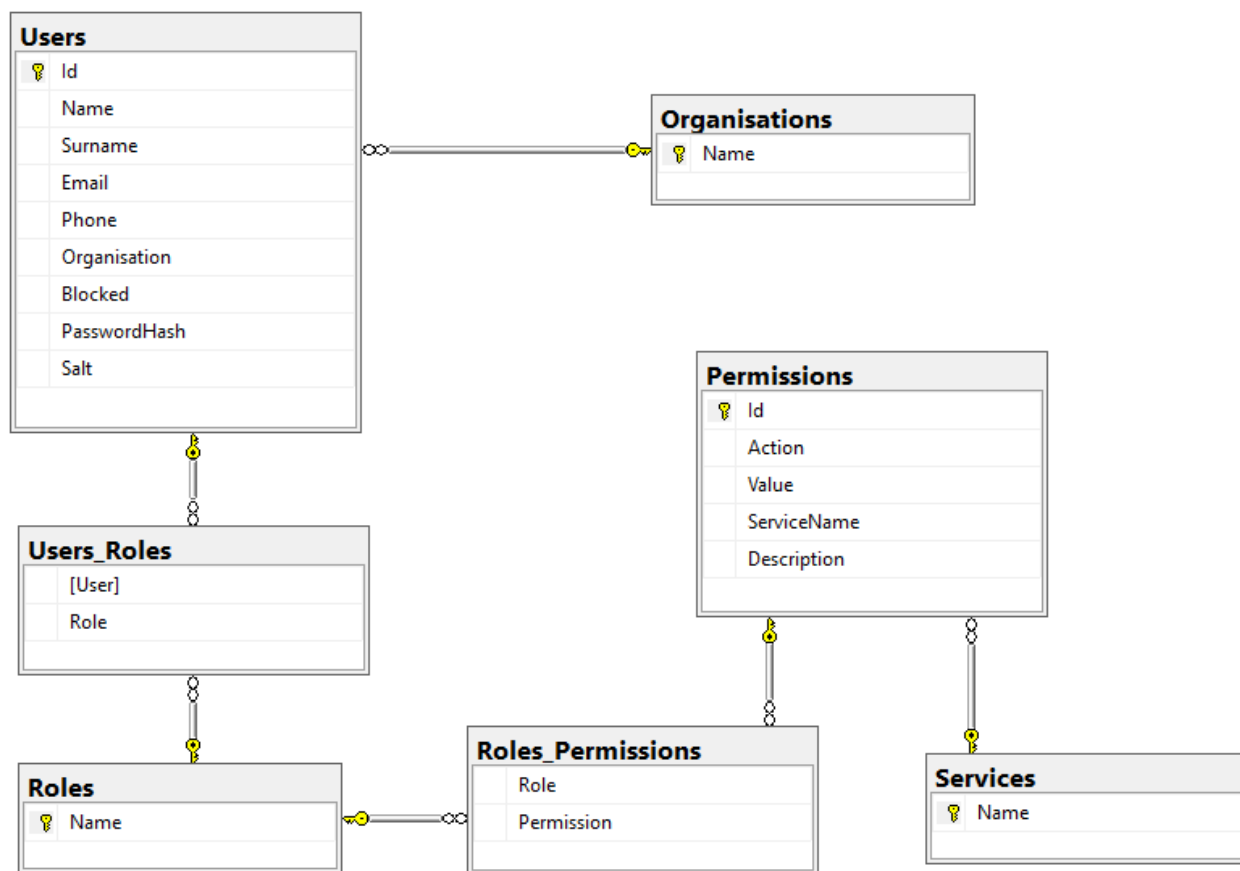 Users
Id
Name
Surname
Email
Phone
Organisation
Blocked
PasswordHash
Salt
Organisations
Name
Permissions
Id
Action
Value
ServiceName
Description
Users_Roles
[User]
Role
Roles
Name
Roles_Permissions
Role
Permission
Services
Name